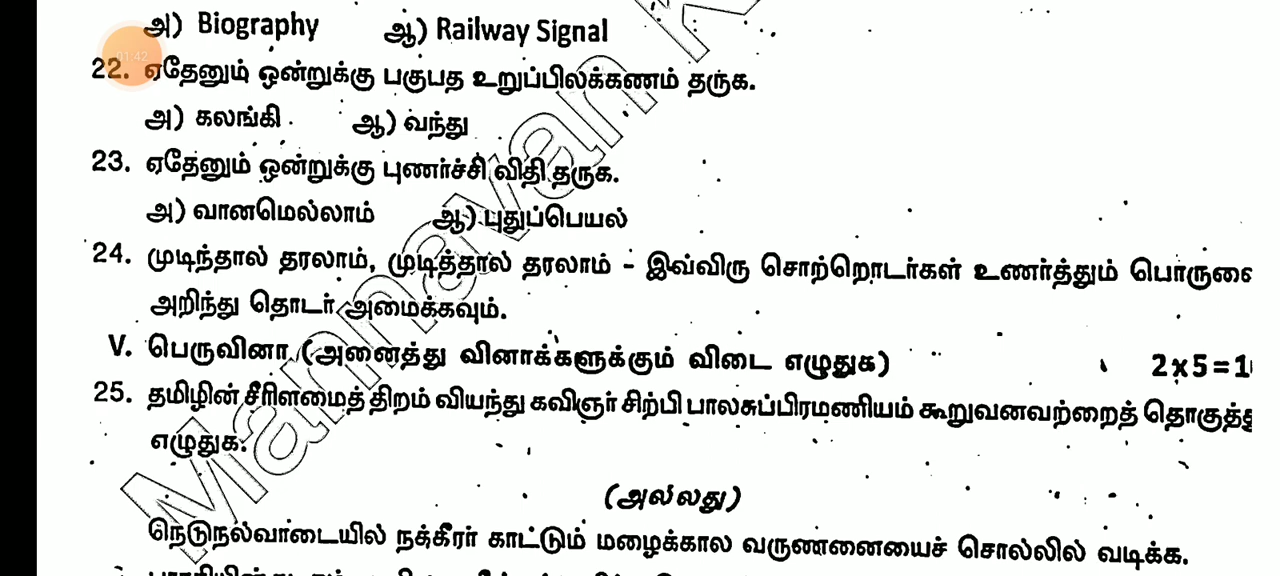 அ) Biography ஆ) Railway Signal
01:42
22. ஏதேனும் ஒன்றுக்கு பகுபத உறுப்பிலக்கணம் தருக.
அ) கலங்கி ஆ) வந்து
23. ஏதேனும் ஒன்றுக்கு புணர்ச்சி விதி தருக.
அ) வானமெல்லாம் ஆ) புதுப்பெயல்
24. முடிந்தால் தரலாம், முடித்தால் தரலாம் - இவ்விரு சொற்றொடர்கள் உணர்த்தும்
அறிந்து தொடர் அமைக்கவும்.
V. பெருவினா (அனைத்து வினாக்களுக்கும் விடை எழுதுக) 2x5=1
25. தமிழின் சீரிளமைத் திறம் வியந்து கவிஞர் சிற்பி பாலசுப்பிரமணியம் கூறுவனவற்றைத்
எழுதுக.
(அல்லது)
நெடுநல்வாடையில் நக்கீரர் காட்டும் மழைக்கால வருணனையைச் சொல்லில் வடிக்க.
Mannavan